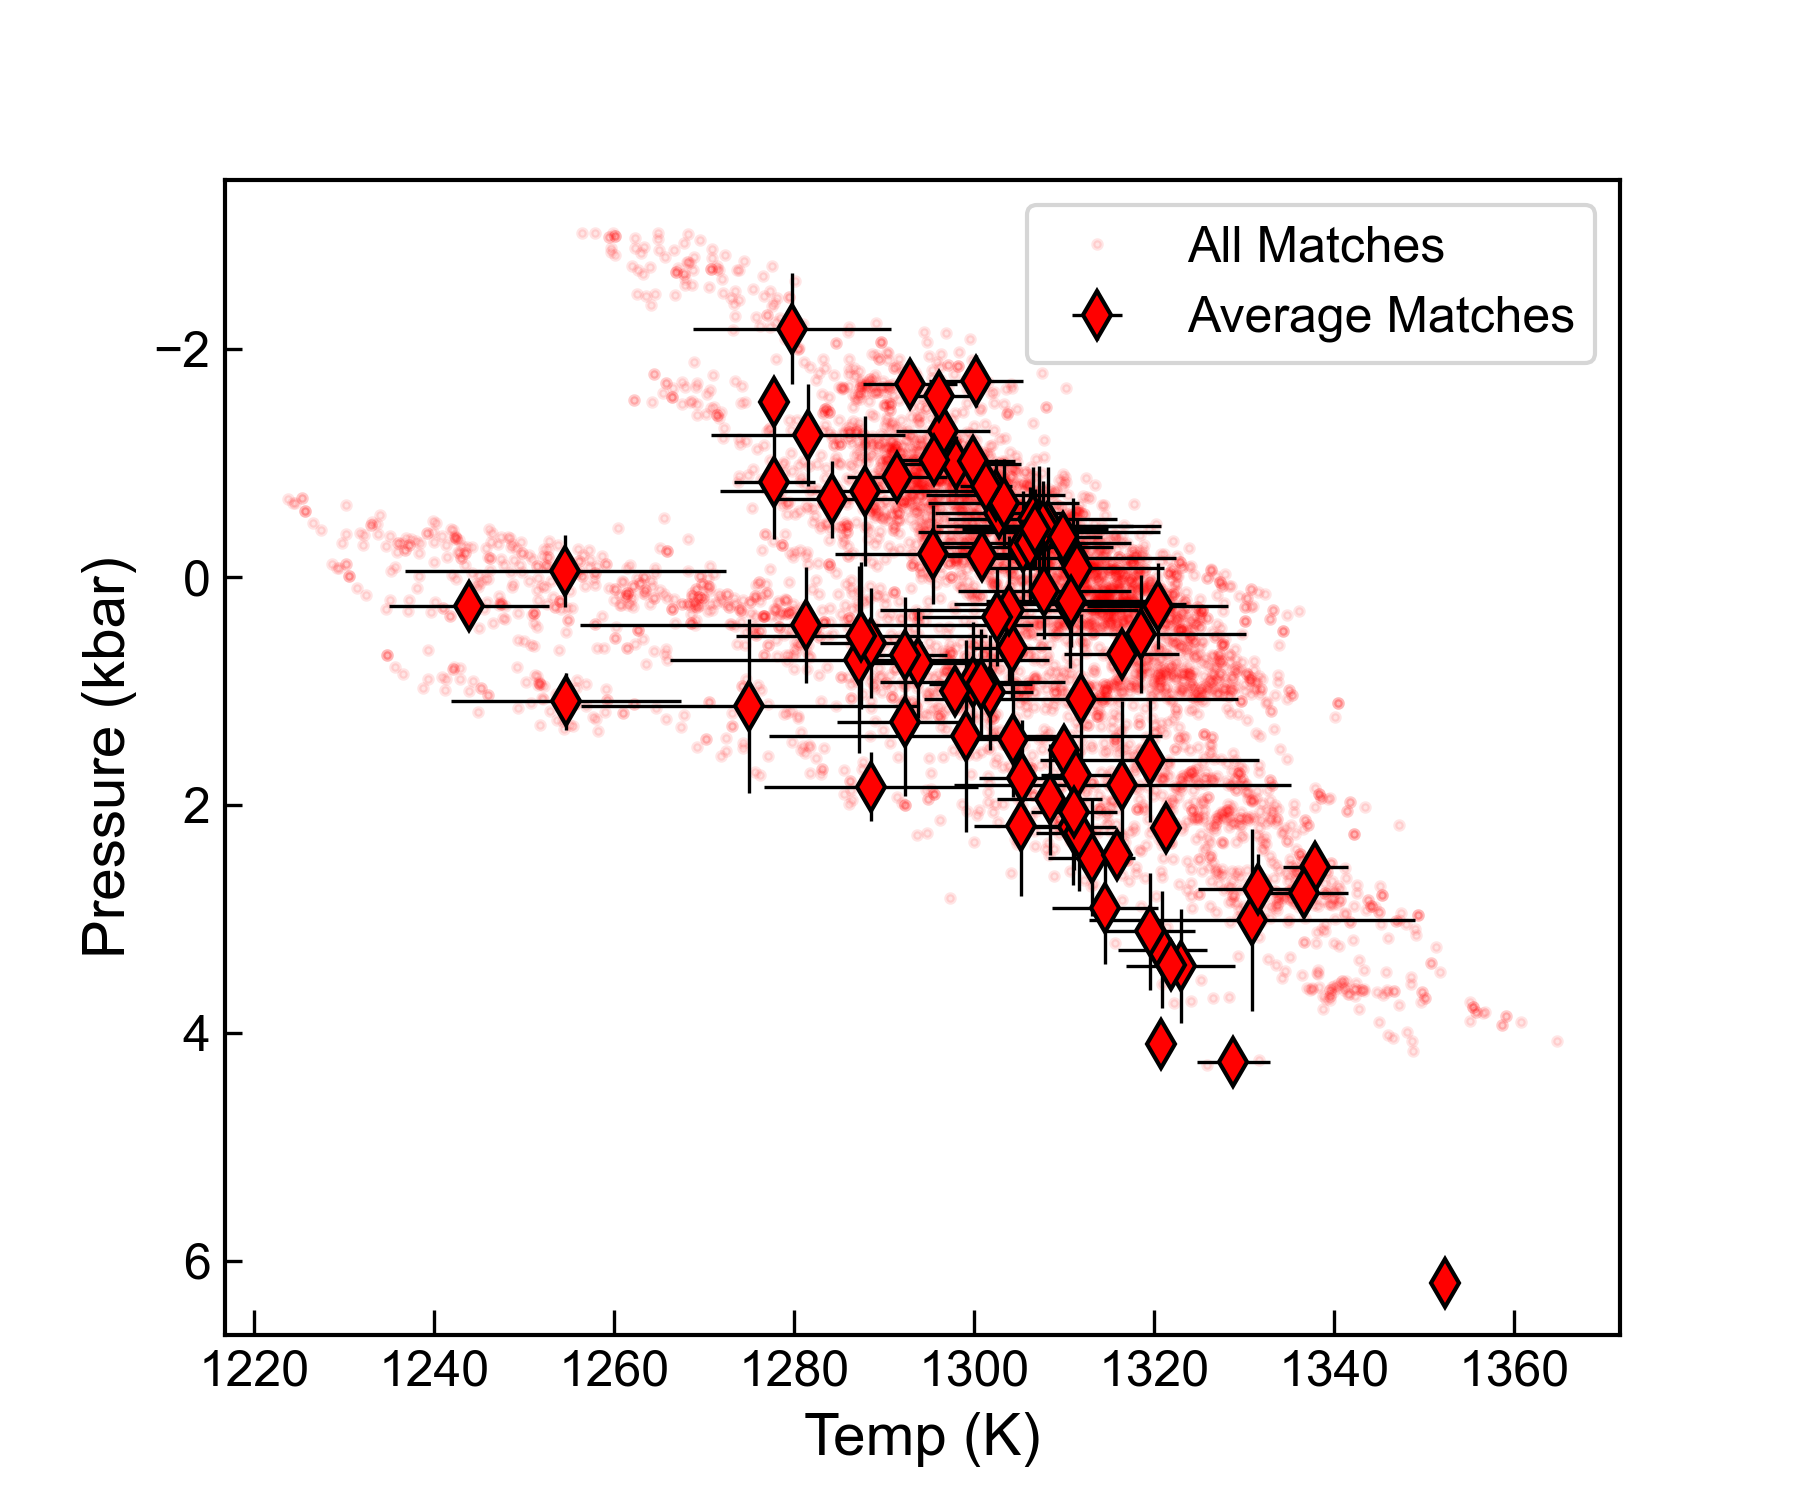 All Matches
Average Matches
−2
0
2
4
6
Pressure (kbar)
1220 1240 1260 1280 1300 1320 1340 1360
Temp (K)